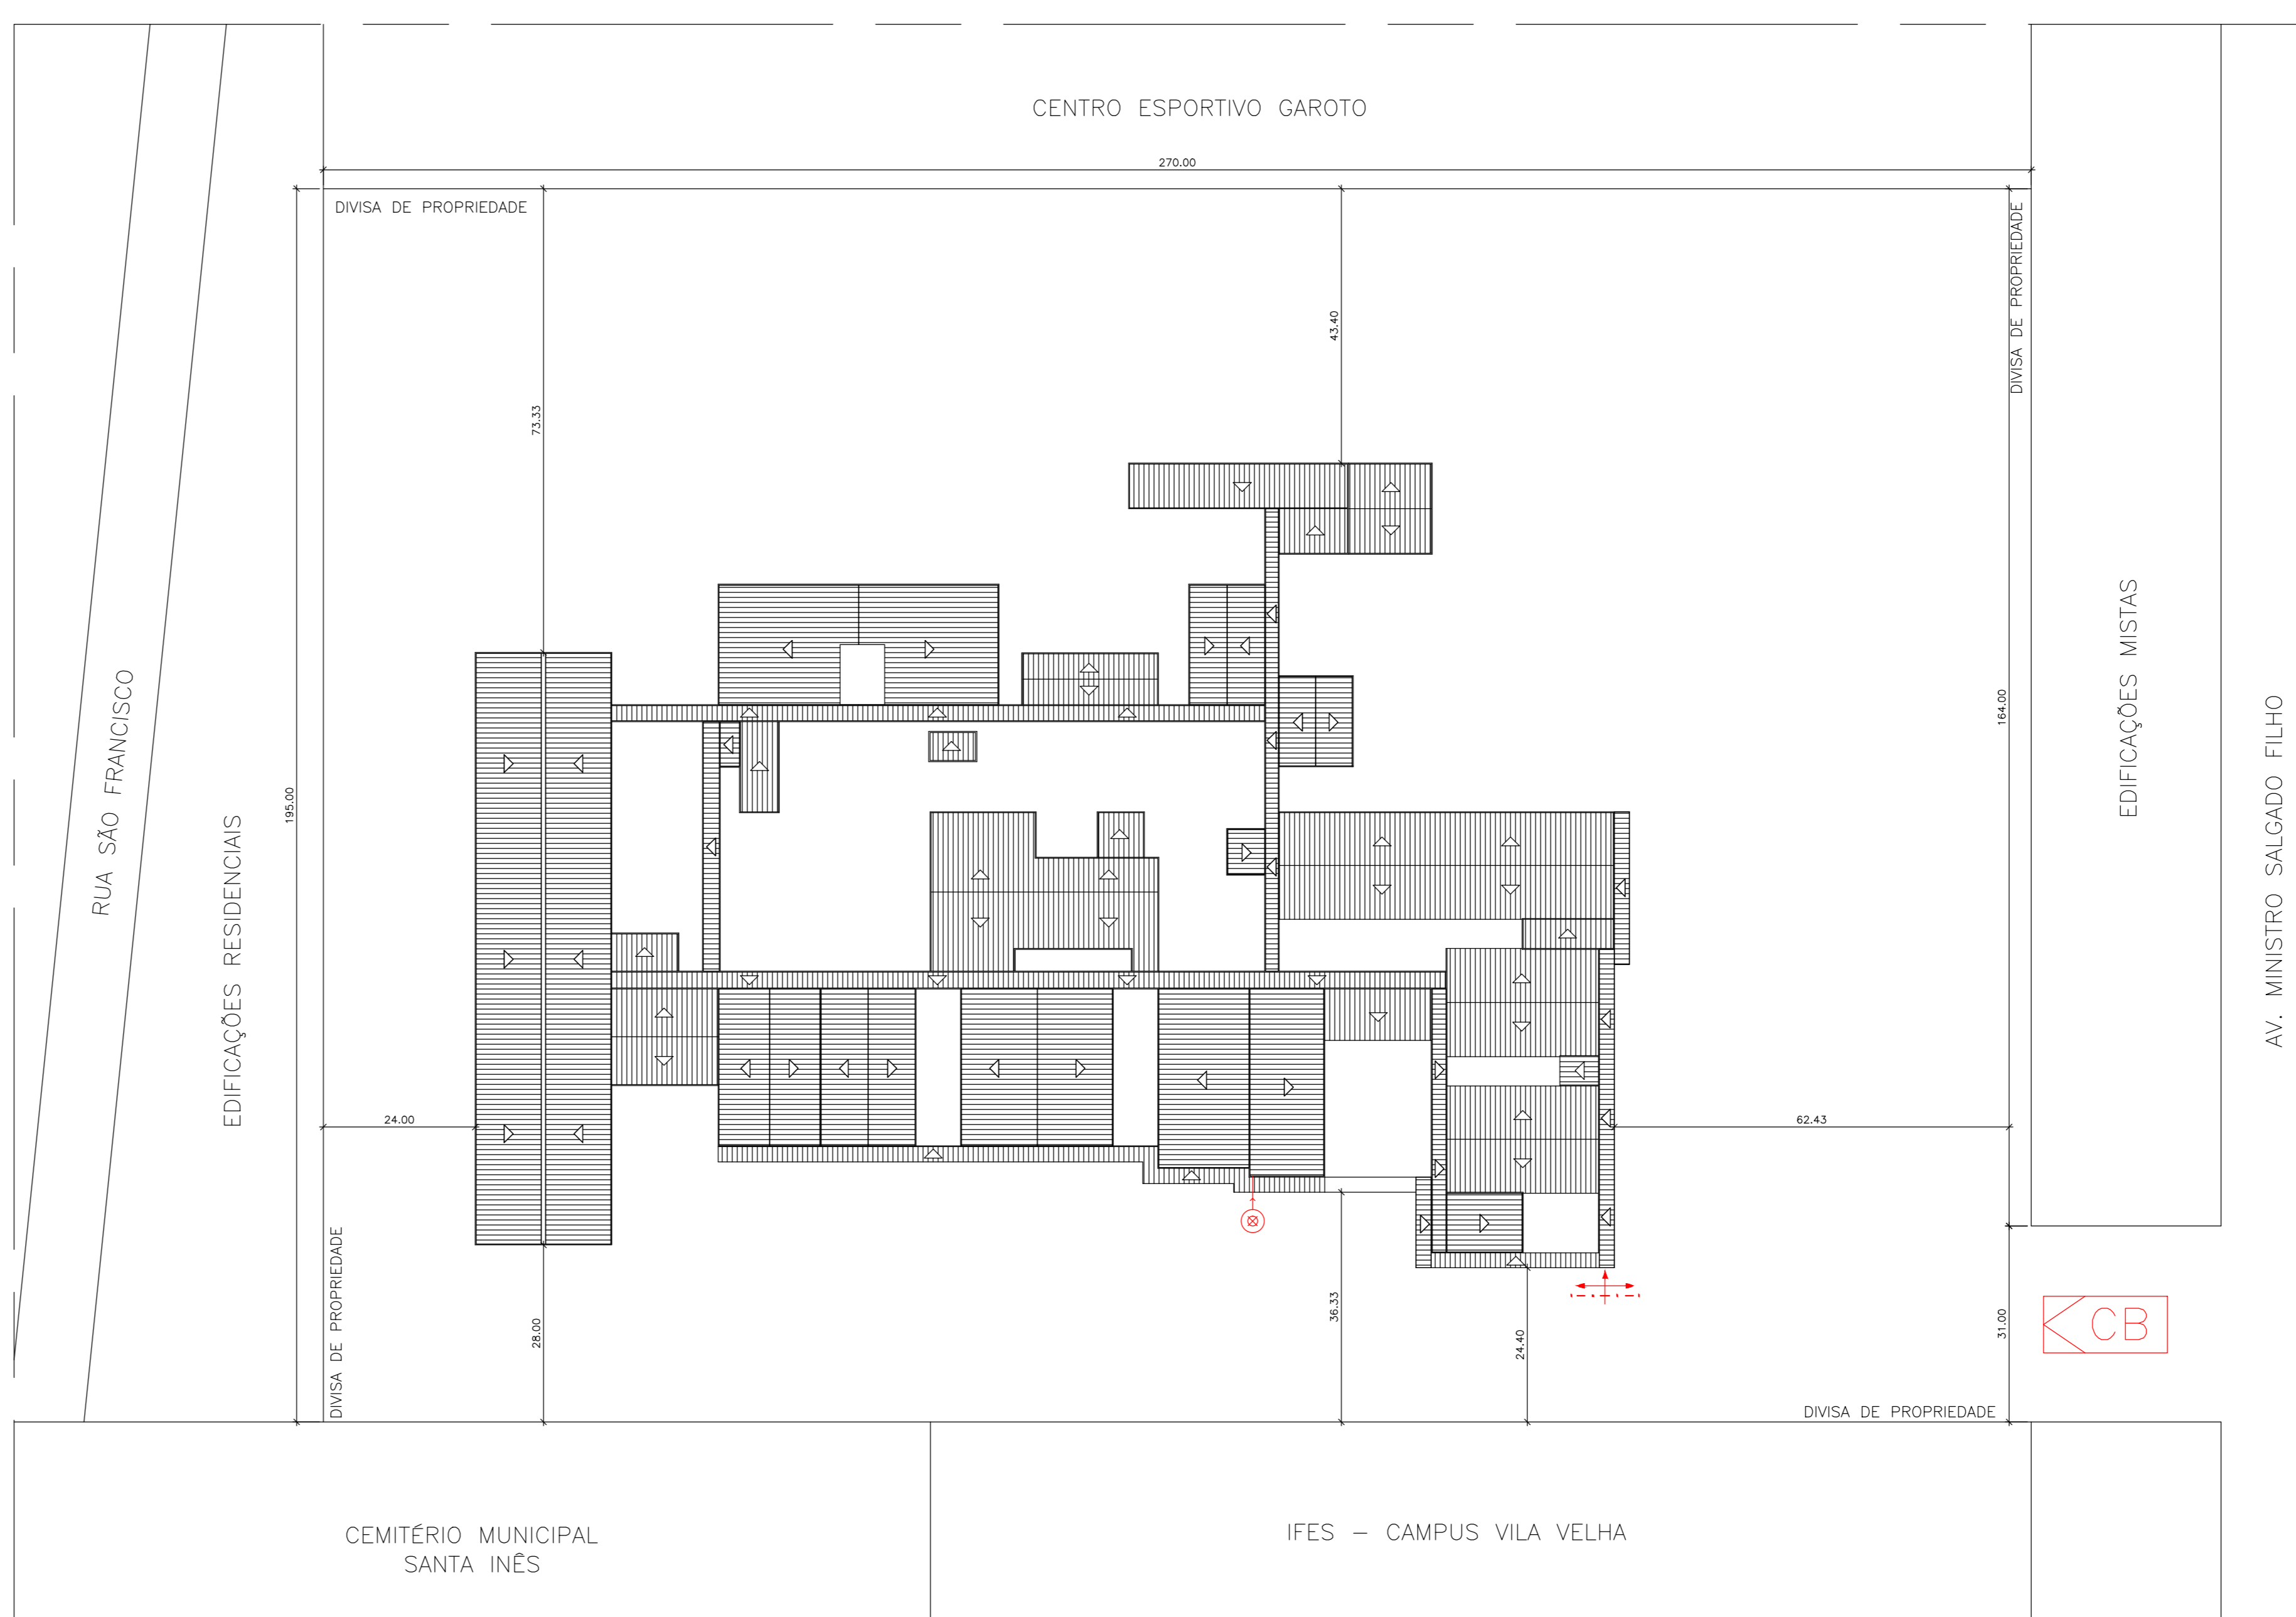 CENTRO ESPORTIVO GAROTO
270.00
DIVISA DE PROPRIEDADE
DIVISA DE PROPRIEDADE
43.40
73.33
RUA SÃO FRANCISCO
EDIFICAÇÕES RESIDENCIAIS
195.00
164.00
EDIFICAÇÕES MISTAS
AV. MINISTRO SALGADO FILHO
24.00
62.43
DIVISA DE PROPRIEDADE
28.00
36.33
24.40
31.00
CB
DIVISA DE PROPRIEDADE
CEMITÉRIO MUNICIPAL
SANTA INÊS
IFES – CAMPUS VILA VELHA